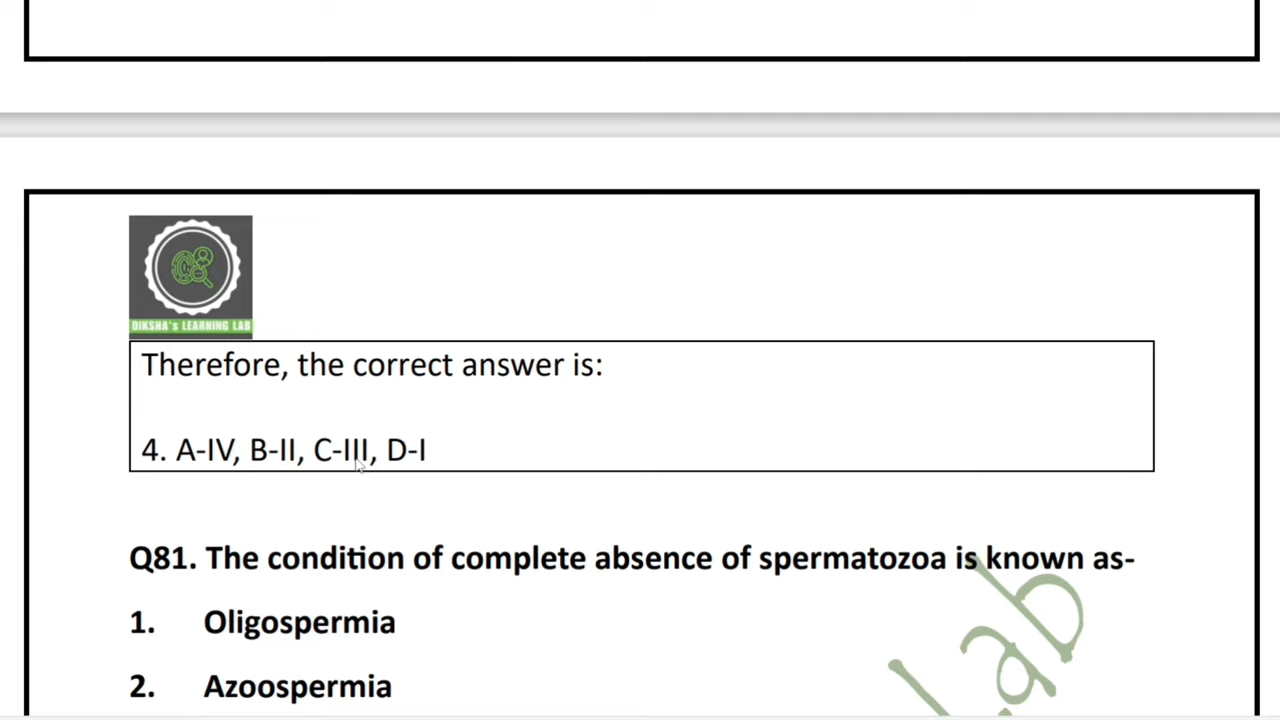 DIKSHA's LEARNING LAB
Therefore, the correct answer is:
4. A-IV, B-II, C-III, D-I
Q81. The condition of complete absence of spermatozoa is known as-
1. Oligospermia
2. Azoospermia
Lab